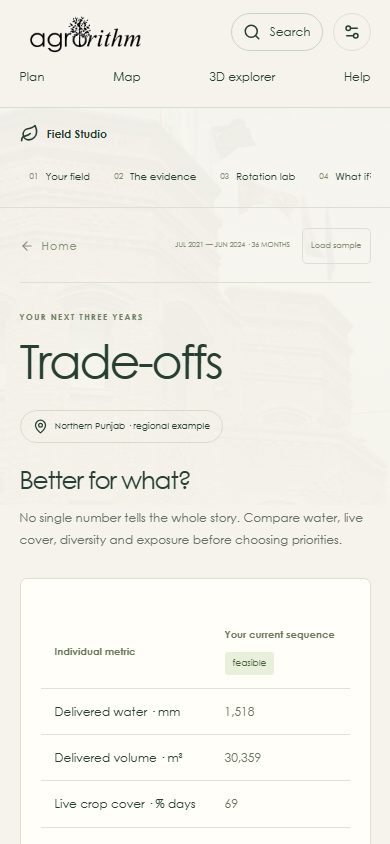 agrorithm
Search
Plan Map 3D explorer Help
Field Studio
01 Your field 02 The evidence 03 Rotation lab 04 What if
← Home JUL 2021 — JUN 2024 · 36 MONTHS Load sample
YOUR NEXT THREE YEARS
Trade-offs
Northern Punjab · regional example
Better for what?
No single number tells the whole story. Compare water, live
cover, diversity and exposure before choosing priorities.
Your current sequence
Individual metric
feasible
Delivered water · mm 1,518
Delivered volume · m³ 30,359
Live crop cover · % days 69